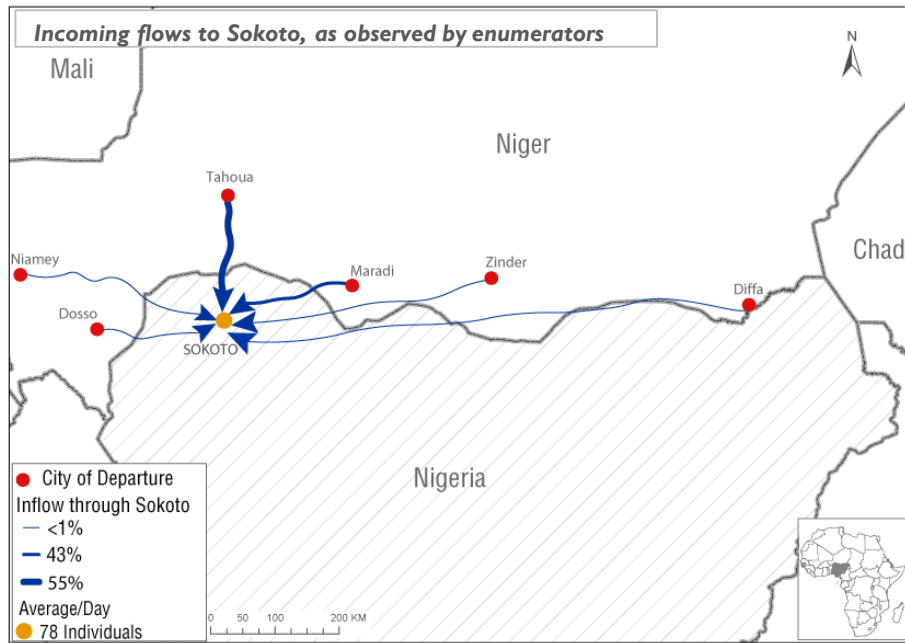 Incoming flows to Sokoto, as observed by enumerators
Mali
N
Niger
Tahoua
Niamey
Maradi
Zinder
Chad
Diffa
Dosso
SOKOTO
Nigeria
City of Departure
Inflow through Sokoto
<1%
43%
55%
Average/Day
78 Individuals
0 50 100 200 KM